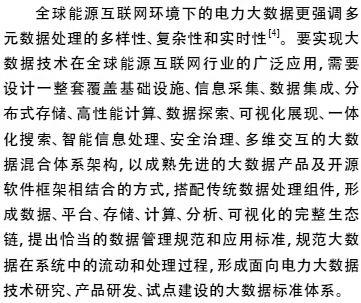 全球能源互联网环境下的电力大数据更强调多
元数据处理的多样性、复杂性和实时性[4]。要实现大
数据技术在全球能源互联网行业的广泛应用,需要
设计一整套覆盖基础设施、信息采集、数据集成、分
布式存储、高性能计算、数据探索、可视化展现、一体
化搜索、智能信息处理、安全治理、多维交互的大数
据混合体系架构,以成熟先进的大数据产品及开源
软件框架相结合的方式,搭配传统数据处理组件,形
成数据、平台、存储、计算、分析、可视化的完整生态
链,提出恰当的数据管理规范和应用标准,规范大数
据在系统中的流动和处理过程,形成面向电力大数据
技术研究、产品研发、试点建设的大数据标准体系。